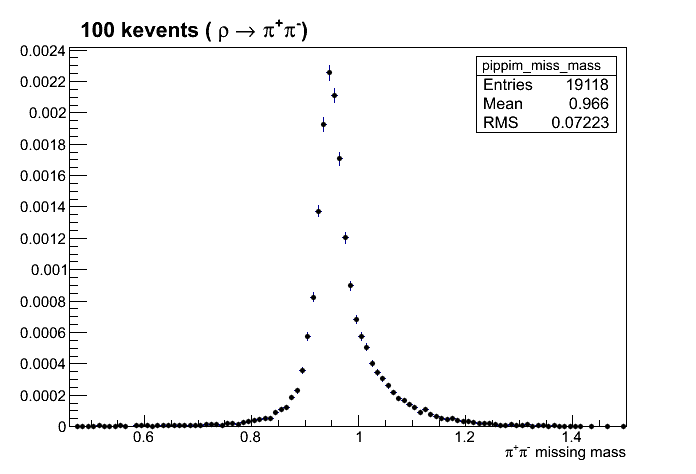 100 kevents ( ρ → π⁺π⁻)
0.0024
0.0022
0.002
0.0018
0.0016
0.0014
0.0012
0.001
0.0008
0.0006
0.0004
0.0002
0
pippim_miss_mass
Entries 19118
Mean 0.966
RMS 0.07223
0.6 0.8 1 1.2 1.4
π⁺π⁻ missing mass